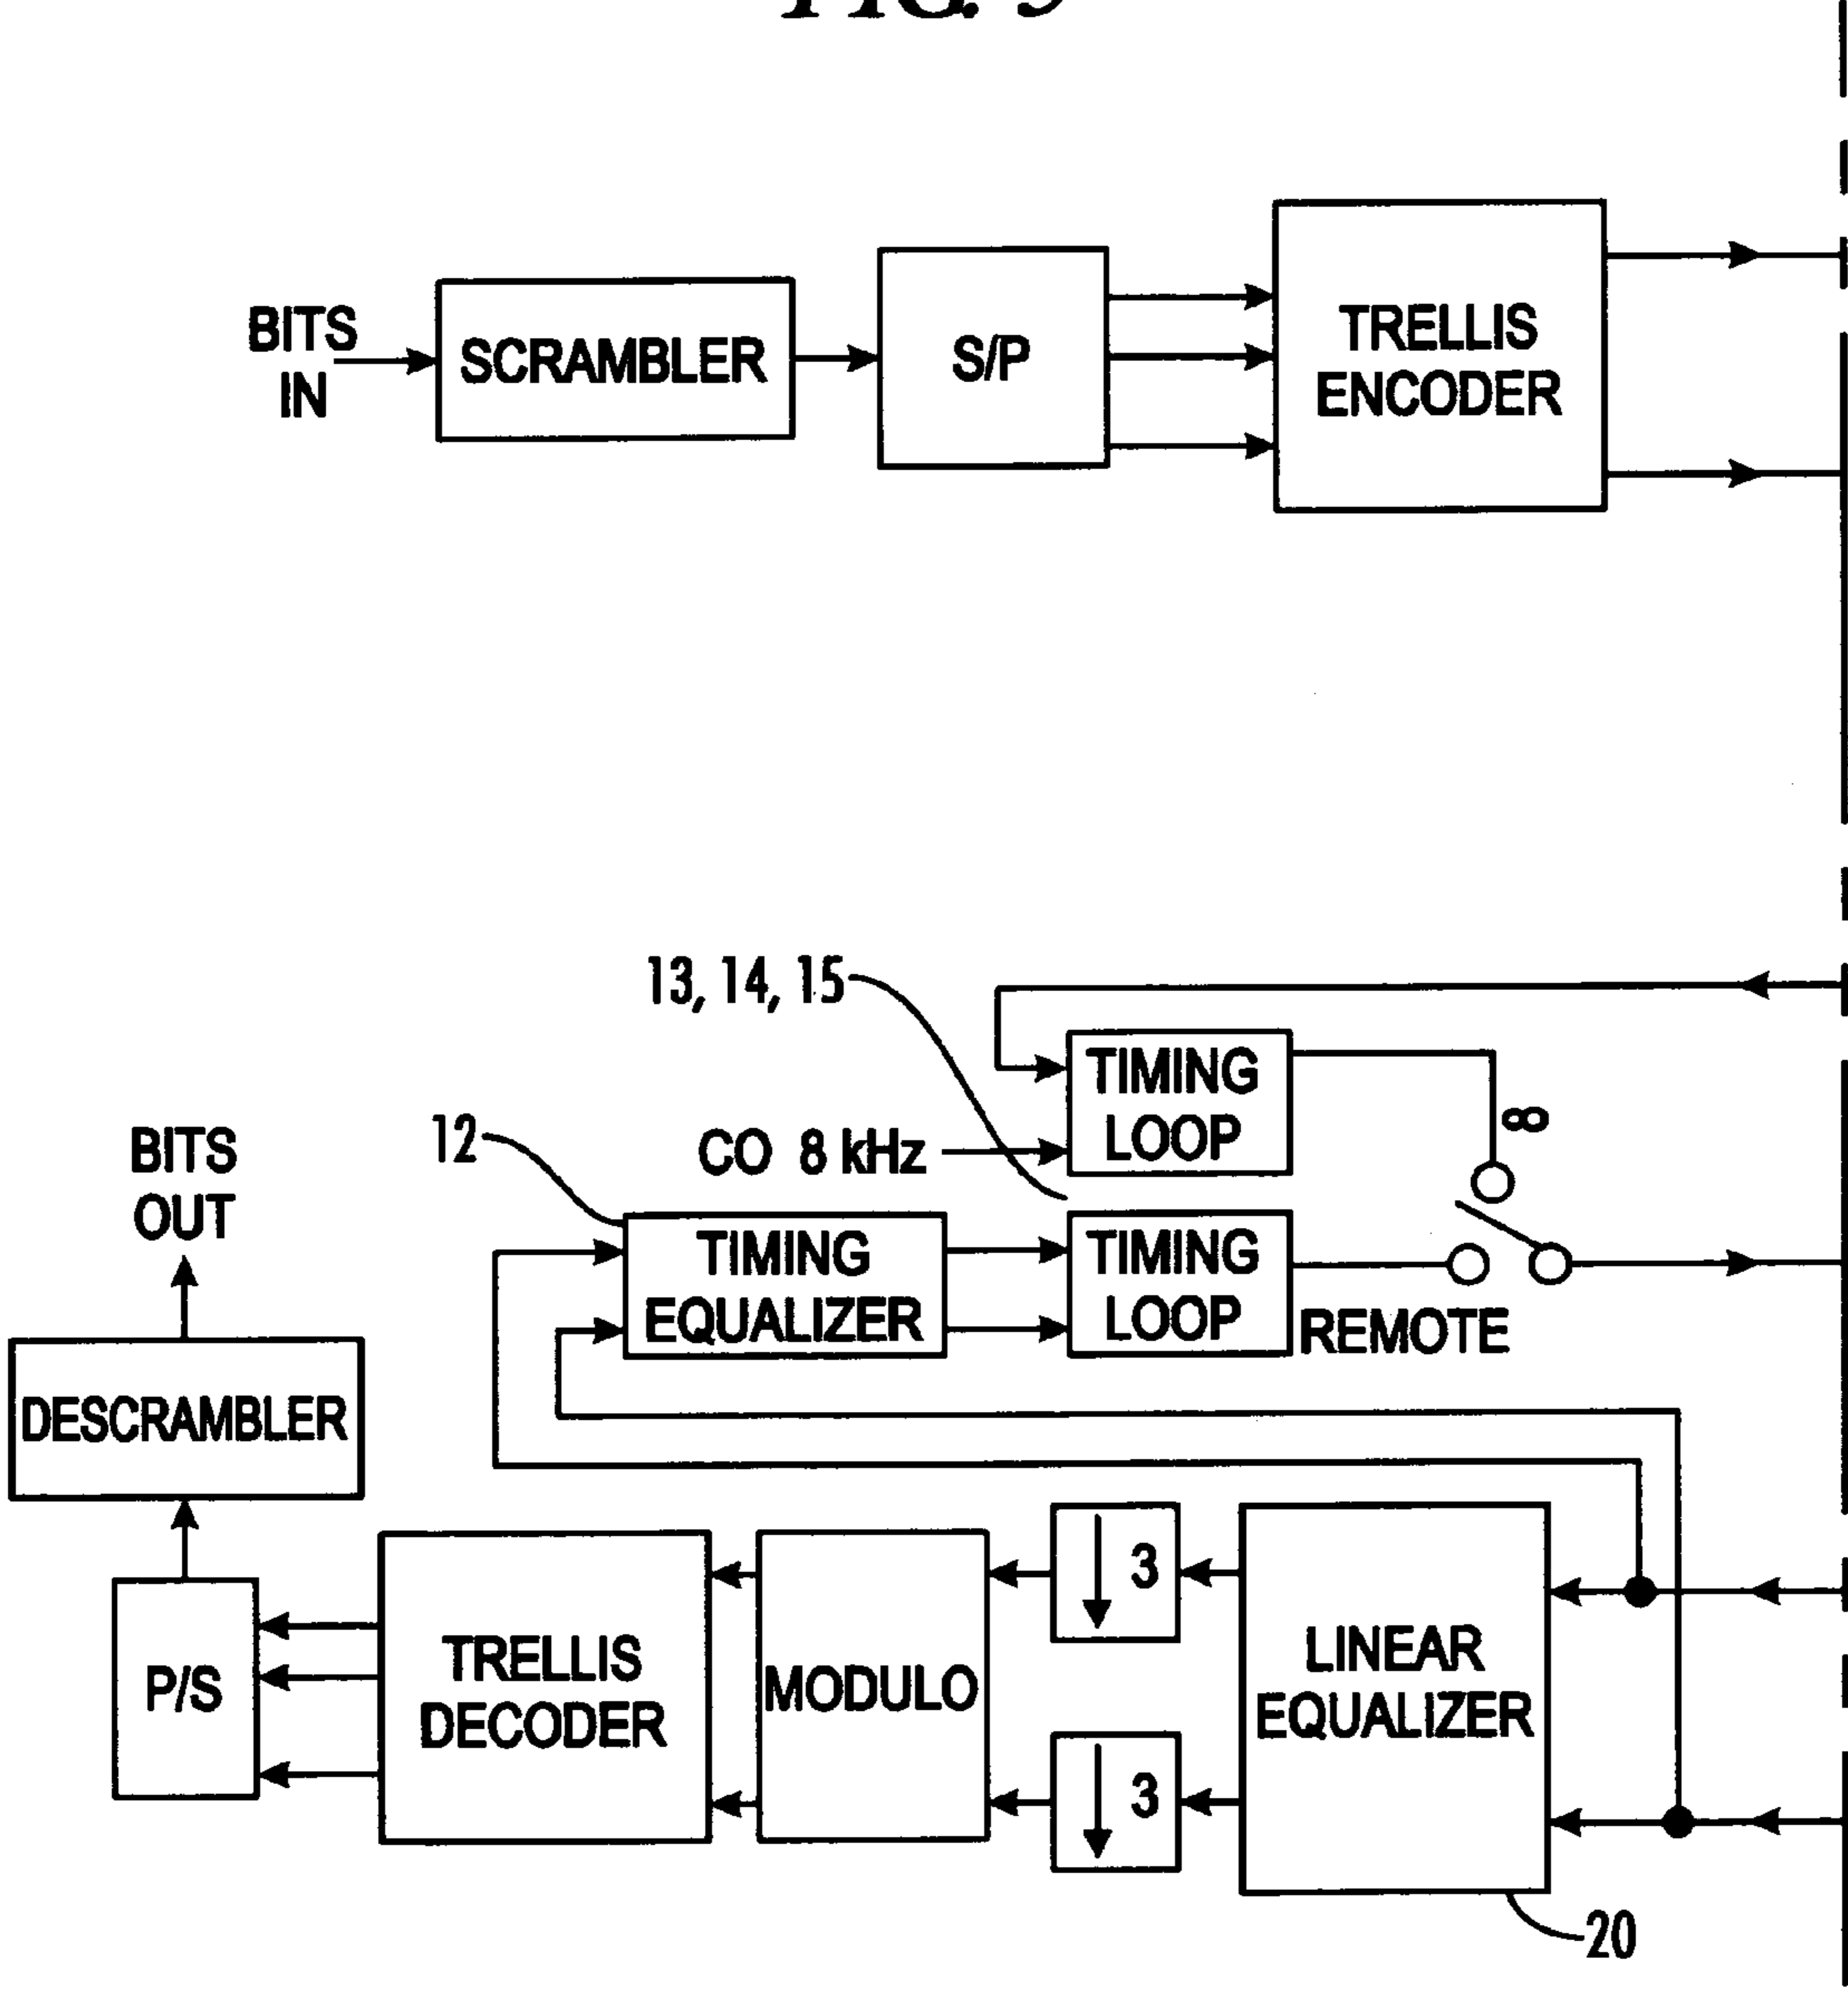 BITS
IN
SCRAMBLER
S/P
TRELLIS
ENCODER
13, 14, 15
TIMING
LOOP
CO 8 kHz
12
BITS
OUT
TIMING
EQUALIZER
TIMING
LOOP
REMOTE
DESCRAMBLER
P/S
TRELLIS
DECODER
MODULO
3
3
LINEAR
EQUALIZER
20